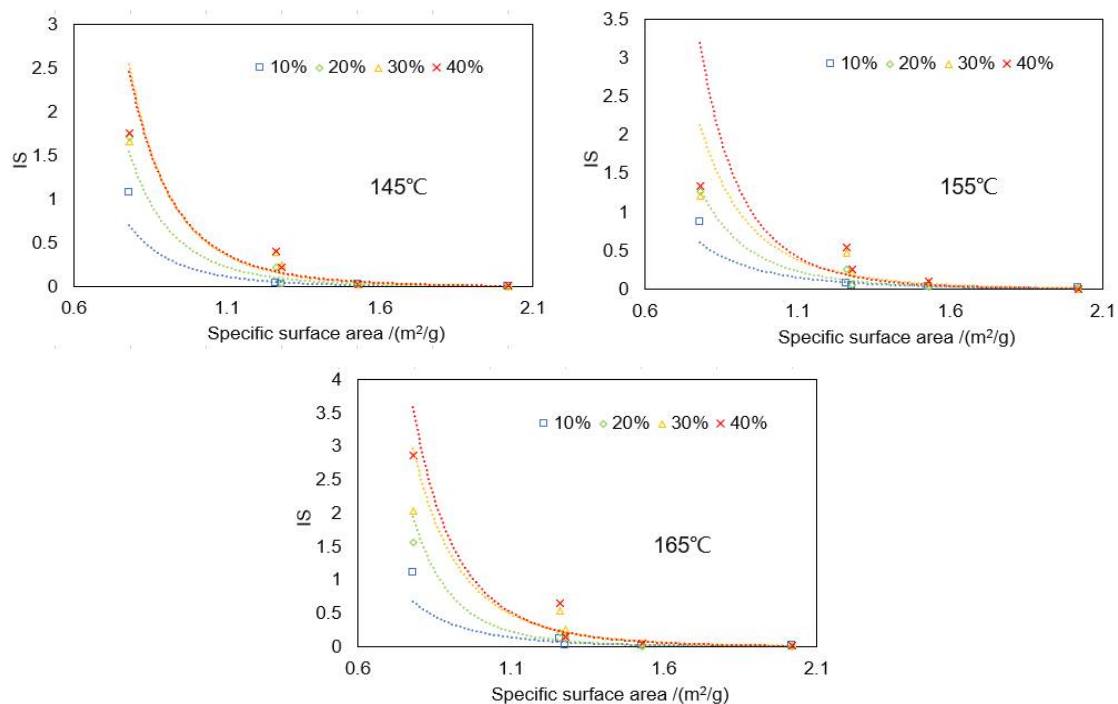 3
2.5
2
1.5
1
0.5
0
IS
10% 20% 30% 40%
145℃
0.6 1.1 1.6 2.1
Specific surface area /(m²/g)
3.5
3
2.5
2
1.5
1
0.5
0
IS
10% 20% 30% 40%
155℃
0.6 1.1 1.6 2.1
Specific surface area /(m²/g)
4
3.5
3
2.5
2
1.5
1
0.5
0
IS
10% 20% 30% 40%
165℃
0.6 1.1 1.6 2.1
Specific surface area /(m²/g)